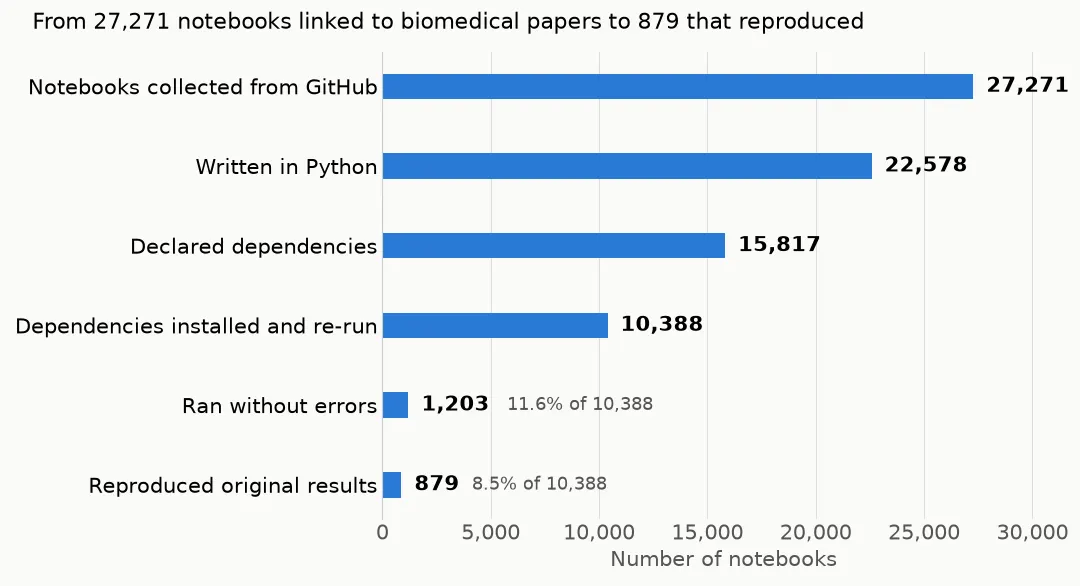 From 27,271 notebooks linked to biomedical papers to 879 that reproduced
Notebooks collected from GitHub 27,271
Written in Python 22,578
Declared dependencies 15,817
Dependencies installed and re-run 10,388
Ran without errors 1,203 11.6% of 10,388
Reproduced original results 879 8.5% of 10,388
0 5,000 10,000 15,000 20,000 25,000 30,000
Number of notebooks